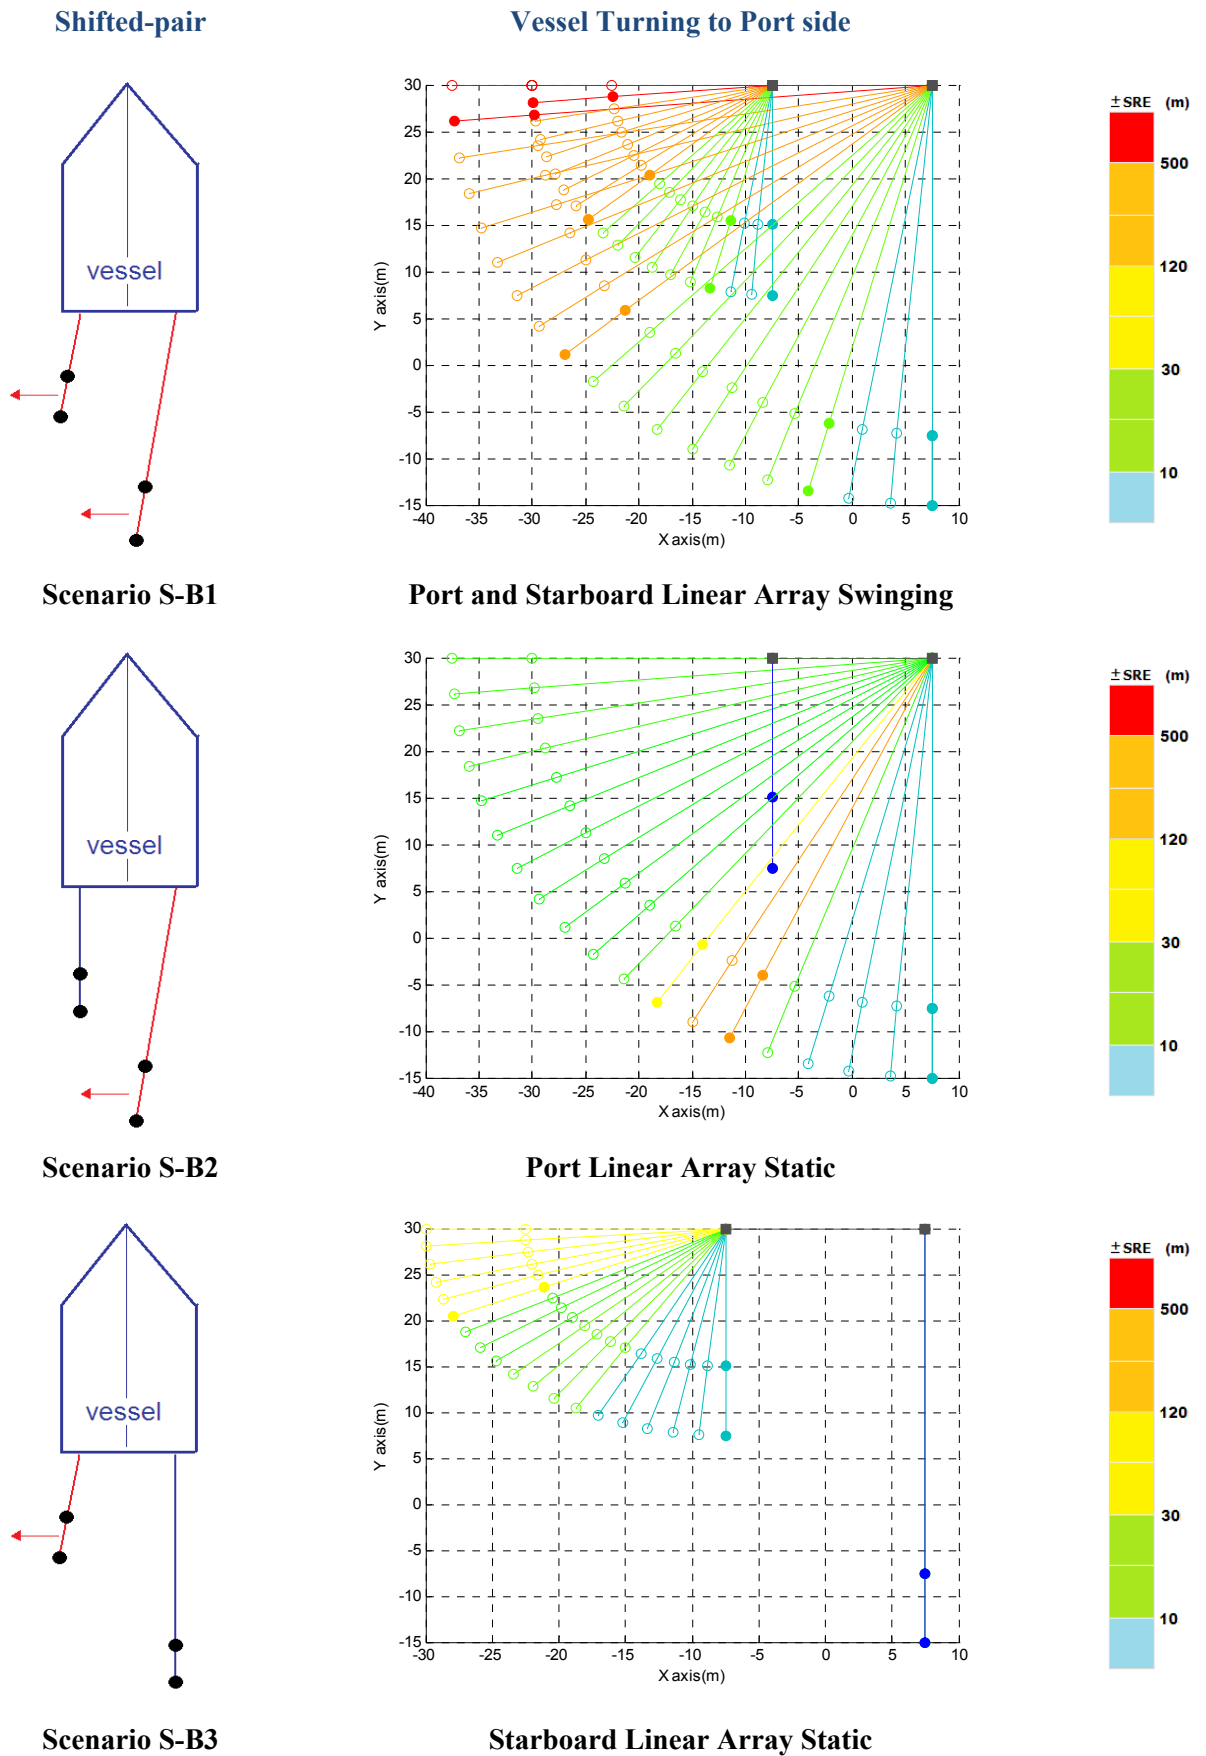 Shifted-pair Vessel Turning to Port side
vessel
30
25
20
15
10
5
0
-5
-10
-15
Y axis(m)
-40 -35 -30 -25 -20 -15 -10 -5 0 5 10
X axis(m)
±SRE (m)
500
120
30
10
Scenario S-B1 Port and Starboard Linear Array Swinging
vessel
30
25
20
15
10
5
0
-5
-10
-15
Y axis(m)
-40 -35 -30 -25 -20 -15 -10 -5 0 5 10
X axis(m)
±SRE (m)
500
120
30
10
Scenario S-B2 Port Linear Array Static
vessel
30
25
20
15
10
5
0
-5
-10
-15
Y axis(m)
-30 -25 -20 -15 -10 -5 0 5 10
X axis(m)
±SRE (m)
500
120
30
10
Scenario S-B3 Starboard Linear Array Static